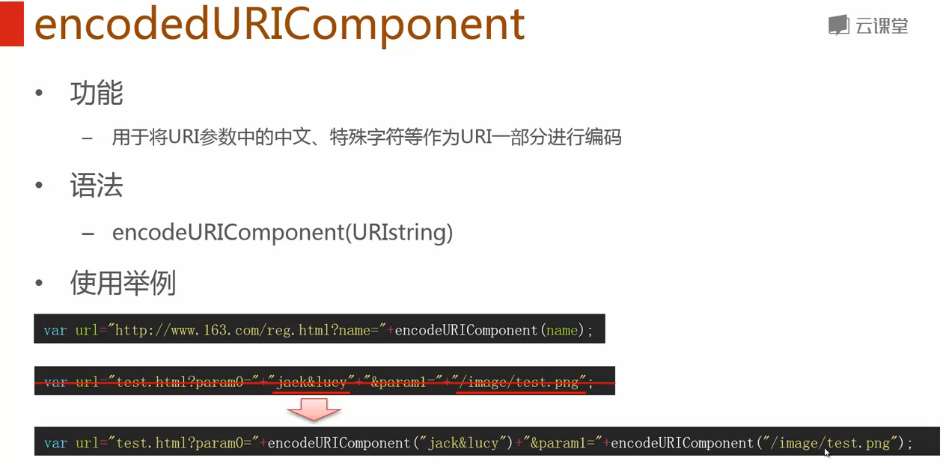 encodedURIComponent
云课堂
• 功能
– 用于将URI参数中的中文、特殊字符等作为URI一部分进行编码
• 语法
– encodeURIComponent(URIstring)
• 使用举例
var url="http://www.163.com/reg.html?name="+encodeURIComponent(name);
var url="test.html?param0="+"jack&lucy"+"&param1="+"/image/test.png";
var url="test.html?param0="+encodeURIComponent("jack&lucy")+"&param1="+encodeURIComponent("/image/test.png");